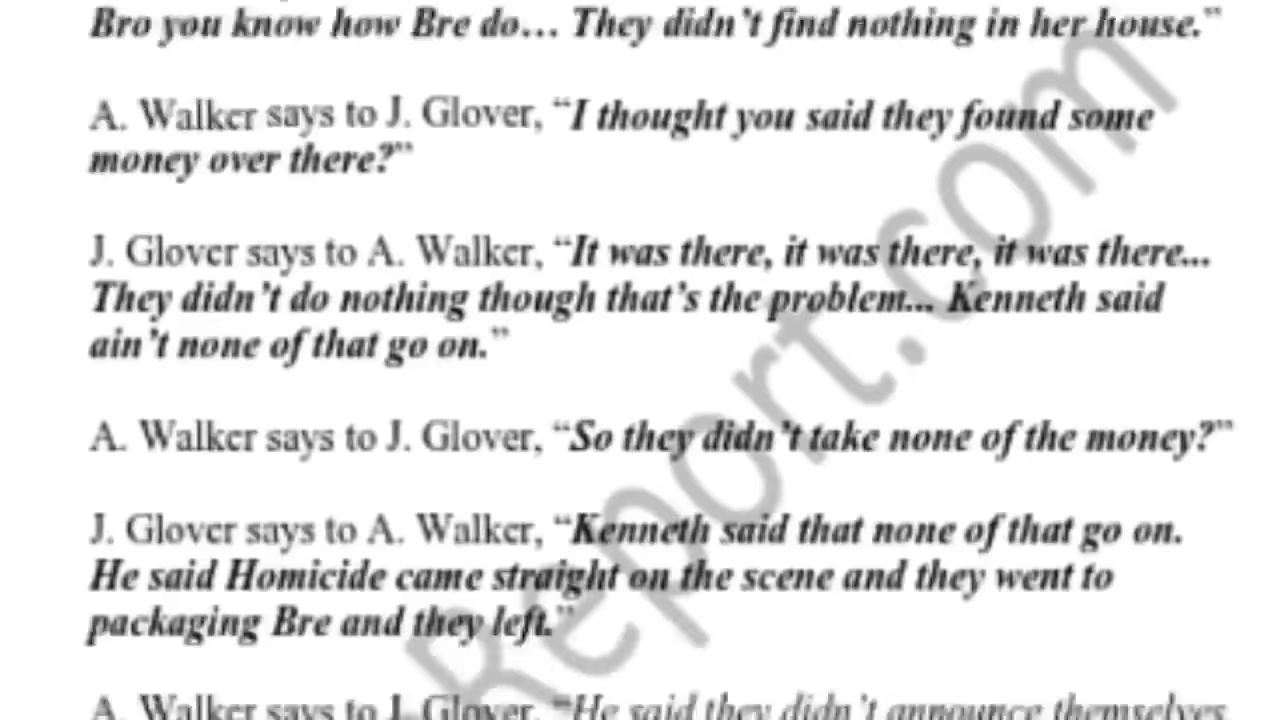 Bro you know how Bre do... They didn't find nothing in her house.”
A. Walker says to J. Glover, “I thought you said they found some
money over there?”
J. Glover says to A. Walker, “It was there, it was there, it was there...
They didn't do nothing though that's the problem... Kenneth said
ain't none of that go on.”
A. Walker says to J. Glover, “So they didn't take none of the money?”
J. Glover says to A. Walker, “Kenneth said that none of that go on.
He said Homicide came straight on the scene and they went to
packaging Bre and they left.”
A. Walker says to J. Glover, “He said they didn't announce themselves
Report.com